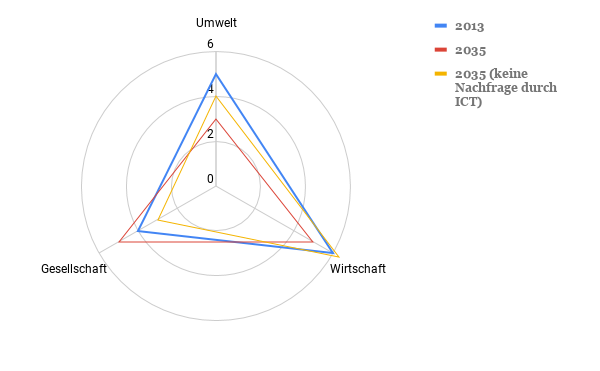 Umwelt
6
4
2
0
Gesellschaft
Wirtschaft
2013
2035
2035 (keine
Nachfrage durch
ICT)